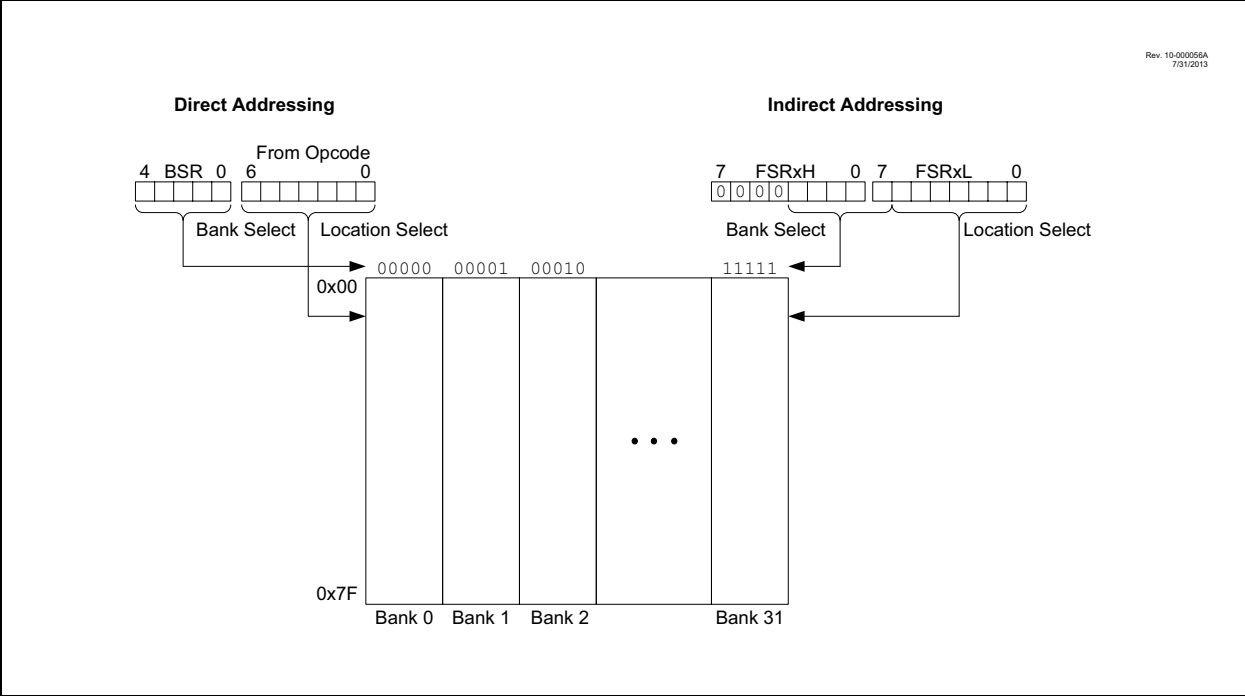 Rev. 10-000056A
7/31/2013
Direct Addressing
Indirect Addressing
From Opcode
4 BSR 0 6 0
7 FSRxH 0 7 FSRxL 0
0 0 0 0
Bank Select Location Select
Bank Select Location Select
00000 00001 00010 11111
0x00
0x7F
Bank 0 Bank 1 Bank 2 Bank 31